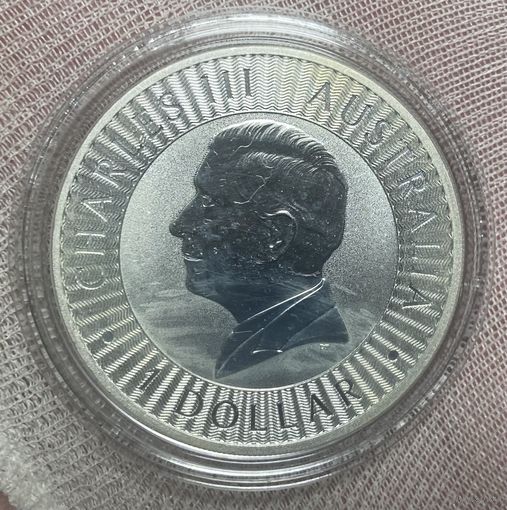 CHARLES III AUSTRALIA
• 1 DOLLAR •